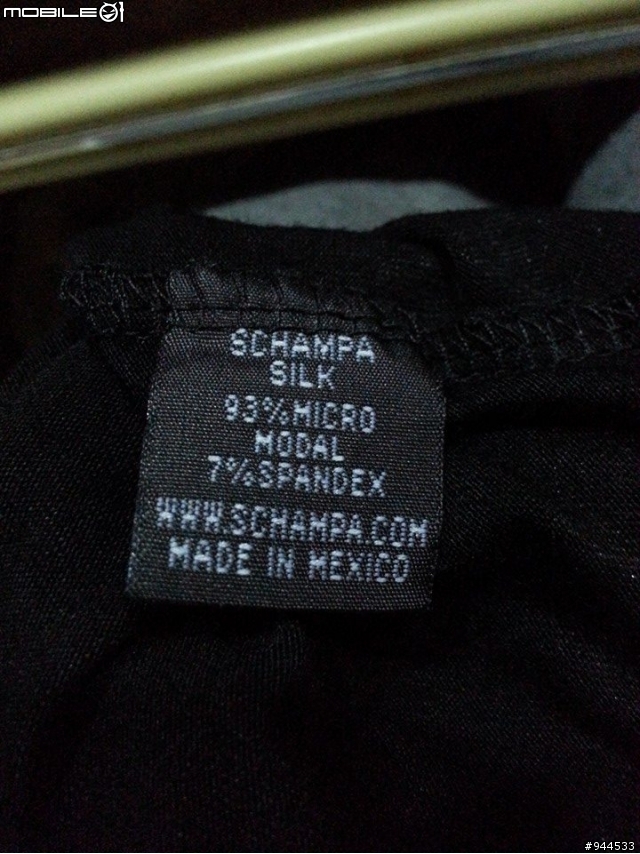 MOBILE01
SCHAMPA
SILK
93%MICRO
MODAL
7%SPANDEX
WWW.SCHAMPA.COM
MADE IN MEXICO
#944533